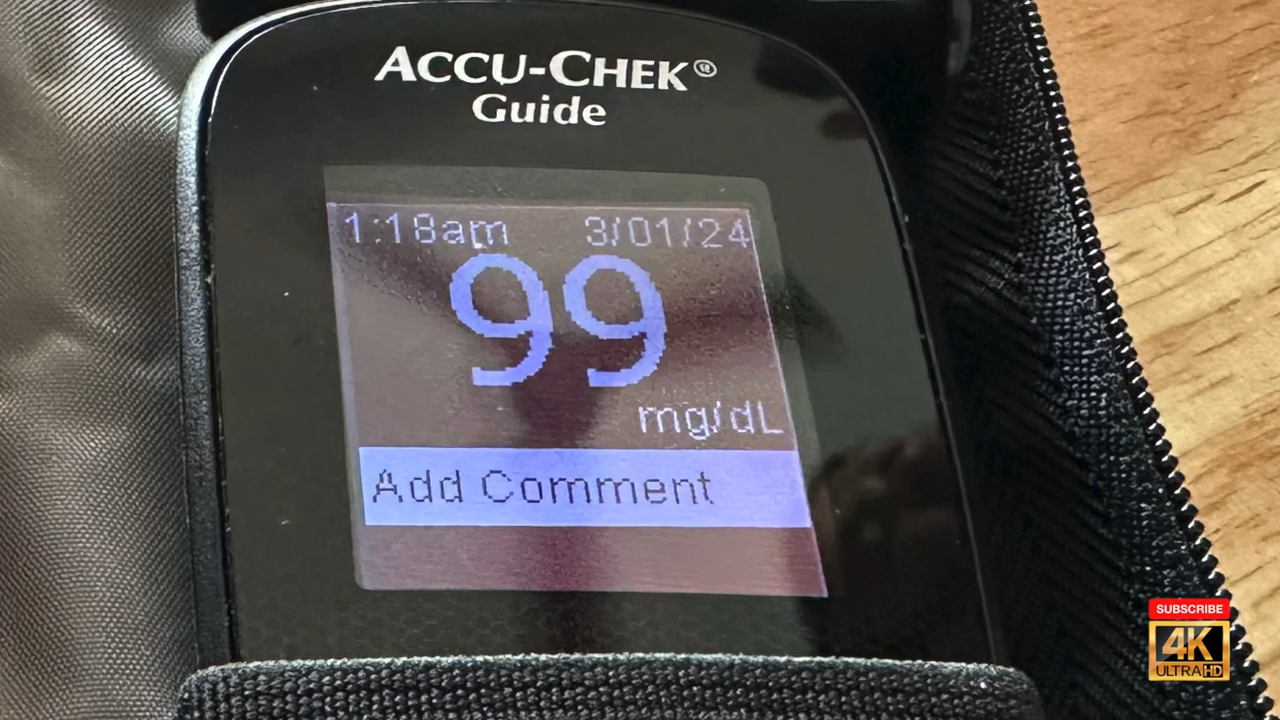 ACCU-CHEK®
Guide
1:18am 3/01/24
99
mg/dL
Add Comment
SUBSCRIBE
4K
ULTRA HD